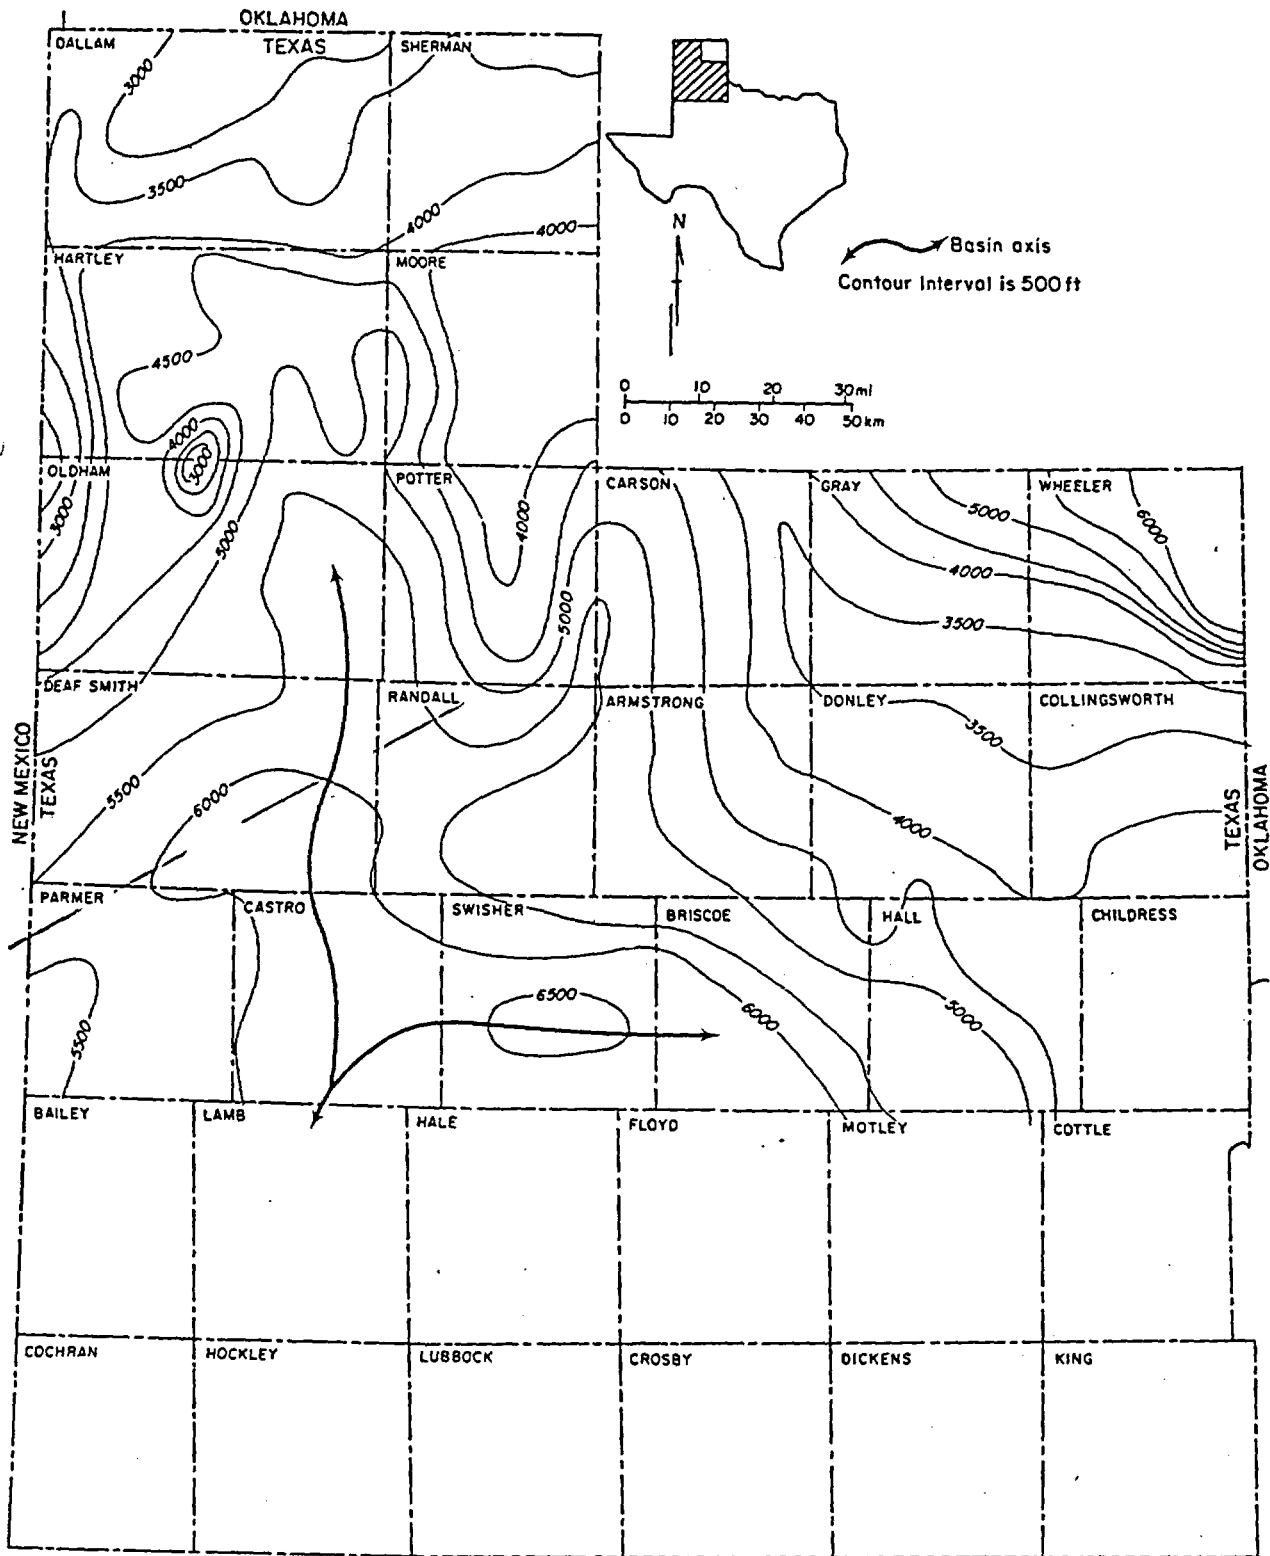 OKLAHOMA
TEXAS
DALLAM
SHERMAN
3000
3500
4000
4000
N
Basin axis
Contour Interval is 500 ft
HARTLEY
MOORE
4500
0 10 20 30 mi
0 10 20 30 40 50 km
4000
3000
OLDHAM
POTTER
CARSON
GRAY
WHEELER
3000
5000
4000
5000
6000
4000
5000
3500
DEAF SMITH
RANDALL
ARMSTRONG
DONLEY
COLLINGSWORTH
3500
NEW MEXICO
TEXAS
5500
6000
4000
TEXAS
OKLAHOMA
PARMER
CASTRO
SWISHER
BRISCOE
HALL
CHILDRESS
5500
6500
6000
5000
BAILEY
LAMB
HALE
FLOYD
MOTLEY
COTTLE
COCHRAN
HOCKLEY
LUBBOCK
CROSBY
DICKENS
KING